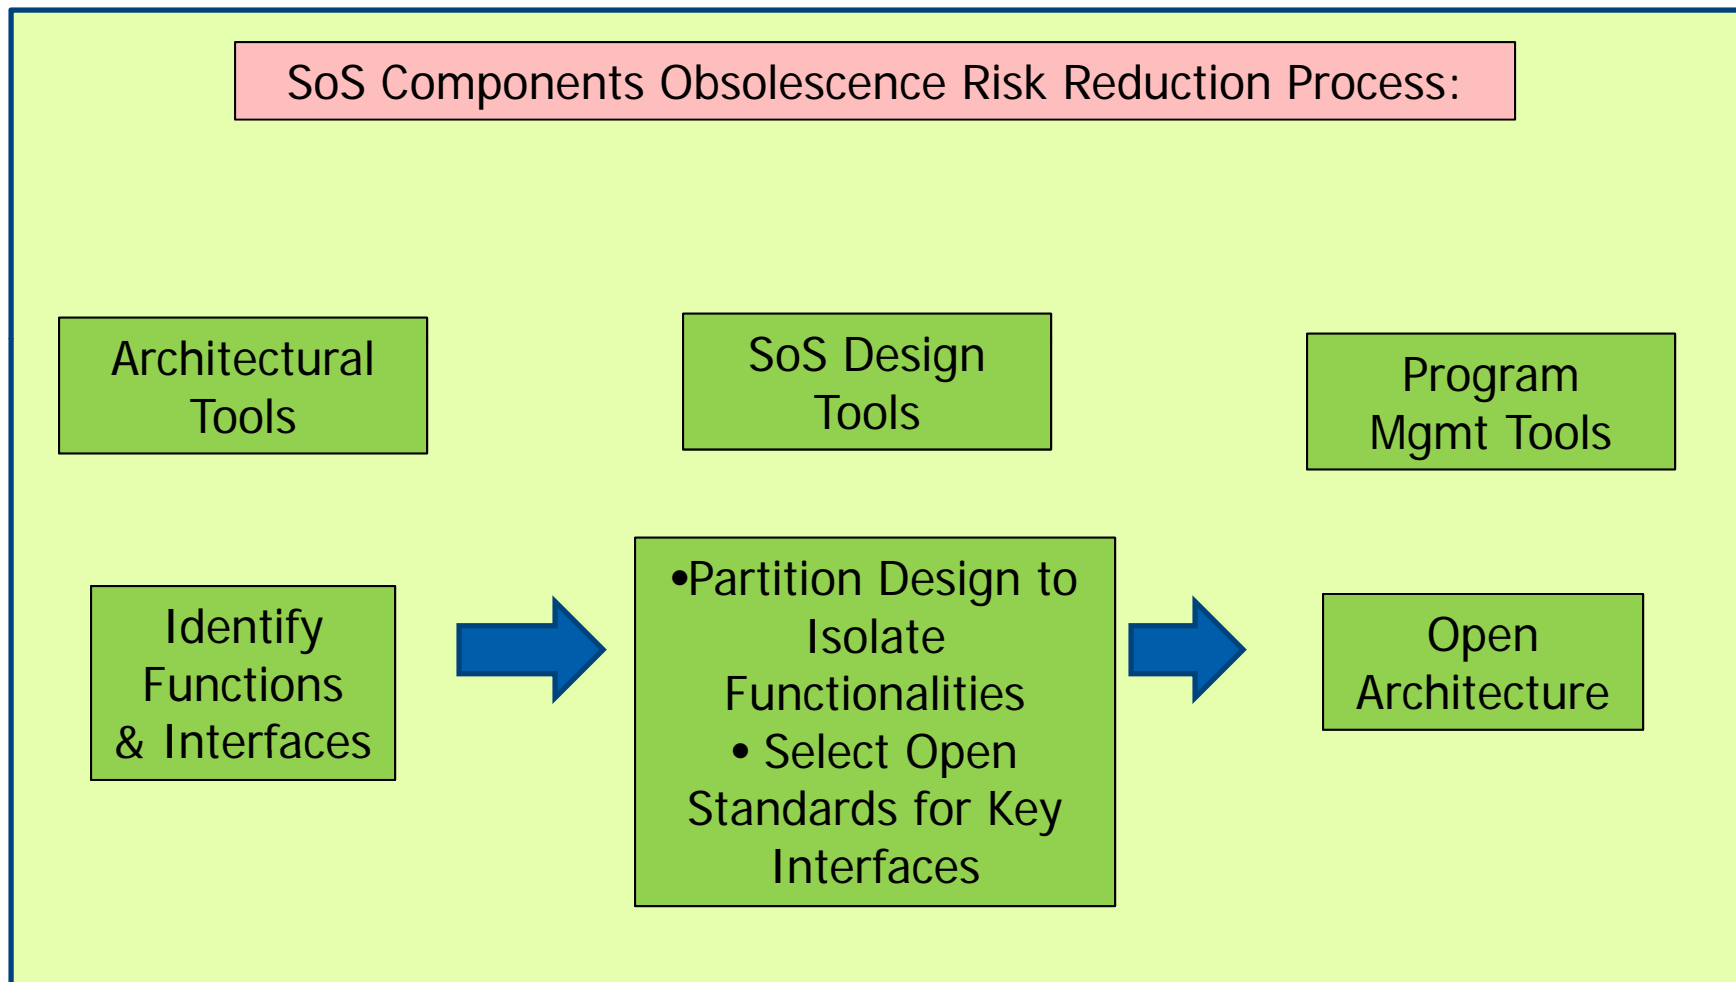 SoS Components Obsolescence Risk Reduction Process:
Architectural
Tools
SoS Design
Tools
Program
Mgmt Tools
Identify
Functions
& Interfaces
•Partition Design to
Isolate
Functionalities
• Select Open
Standards for Key
Interfaces
Open
Architecture